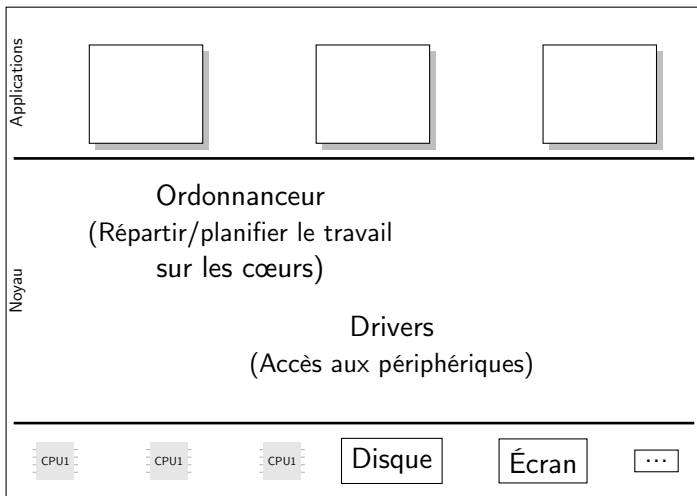 Applications
Ordonnanceur
(Répartir/planifier le travail
sur les cœurs)
Noyau
Drivers
(Accès aux périphériques)
CPU1
CPU1
CPU1
Disque
Écran
...